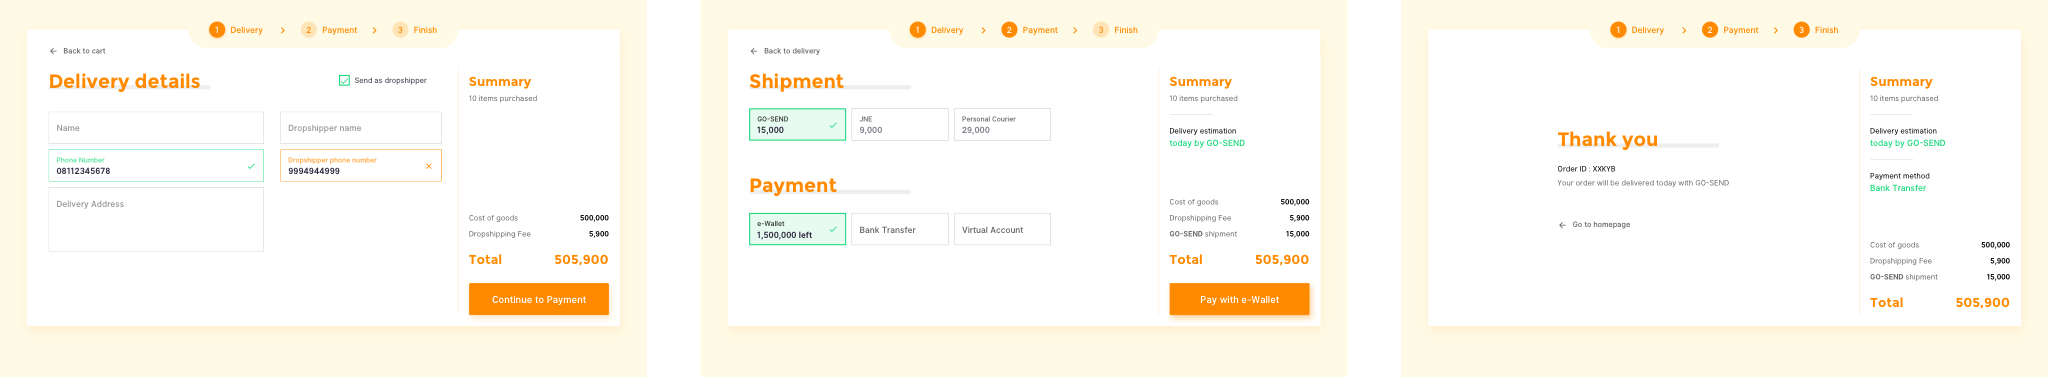 1 Delivery > 2 Payment > 3 Finish
← Back to cart
Delivery details
Send as dropshipper
Name
Dropshipper name
Phone Number
08112345678
Dropshipper phone number
9994944999
Delivery Address
Summary
10 items purchased
Cost of goods 500,000
Dropshipping Fee 5,900
Total 505,900
Continue to Payment
1 Delivery > 2 Payment > 3 Finish
← Back to delivery
Shipment
GO-SEND
15,000
JNE
9,000
Personal Courier
29,000
Payment
e-Wallet
1,500,000 left
Bank Transfer
Virtual Account
Summary
10 items purchased
Delivery estimation
today by GO-SEND
Cost of goods 500,000
Dropshipping Fee 5,900
GO-SEND shipment 15,000
Total 505,900
Pay with e-Wallet
1 Delivery > 2 Payment > 3 Finish
Thank you
Order ID : XXKYB
Your order will be delivered today with GO-SEND
← Go to homepage
Summary
10 items purchased
Delivery estimation
today by GO-SEND
Payment method
Bank Transfer
Cost of goods 500,000
Dropshipping Fee 5,900
GO-SEND shipment 15,000
Total 505,900